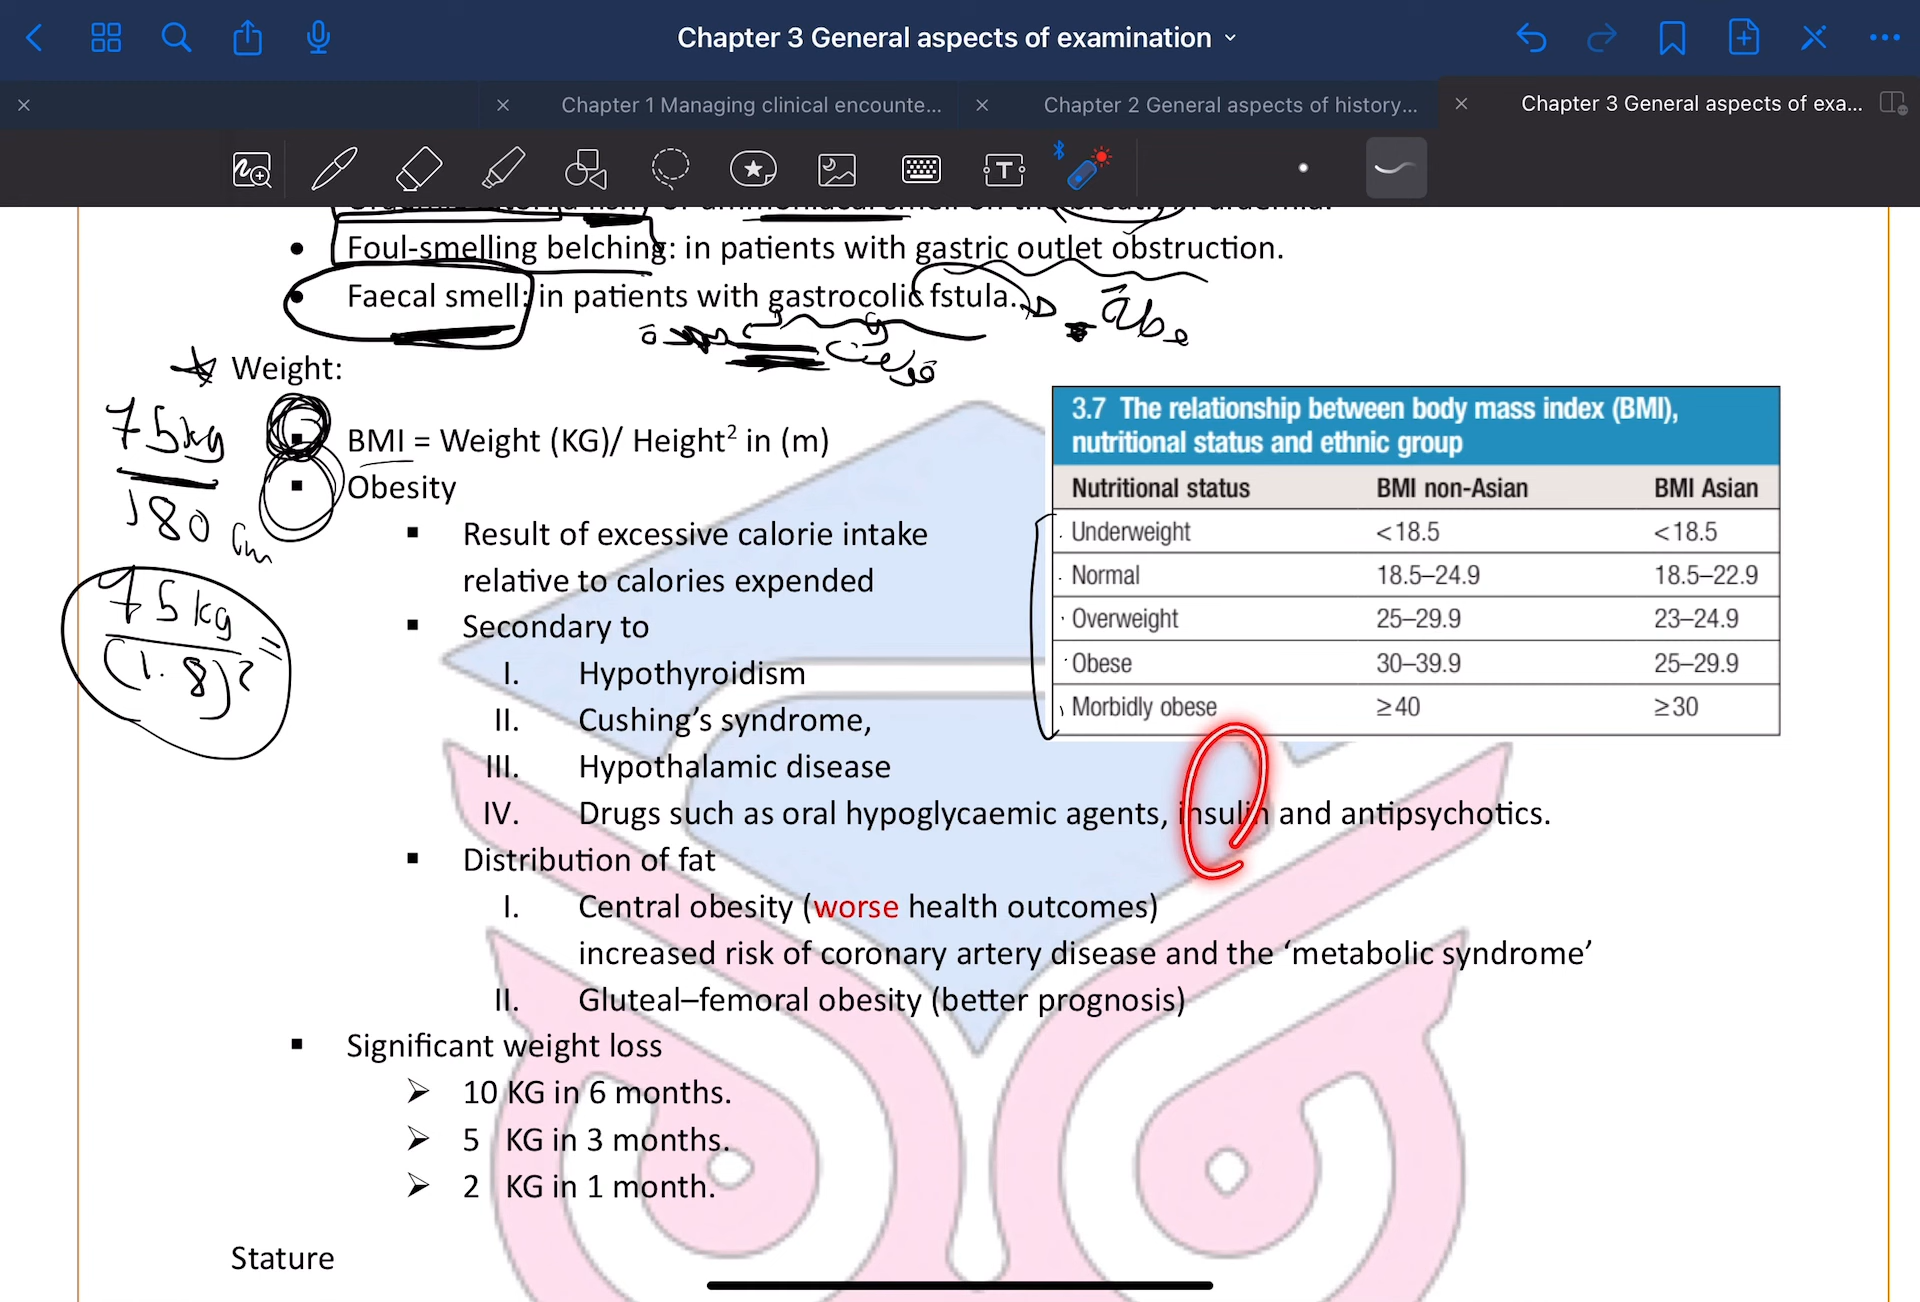 Chapter 3 General aspects of examination
Chapter 1 Managing clinical encounte...
Chapter 2 General aspects of history...
Chapter 3 General aspects of exa...
Foul-smelling belching: in patients with gastric outlet obstruction.
Faecal smell: in patients with gastrocolic fstula.
Weight:
75kg
180 cm
75kg
(1.8)² =
BMI = Weight (KG)/ Height² in (m)
Obesity
Result of excessive calorie intake
relative to calories expended
Secondary to
I. Hypothyroidism
II. Cushing’s syndrome,
III. Hypothalamic disease
IV. Drugs such as oral hypoglycaemic agents, insulin and antipsychotics.
3.7 The relationship between body mass index (BMI),
nutritional status and ethnic group
Nutritional status BMI non-Asian BMI Asian
Underweight <18.5 <18.5
Normal 18.5–24.9 18.5–22.9
Overweight 25–29.9 23–24.9
Obese 30–39.9 25–29.9
Morbidly obese ≥40 ≥30
Distribution of fat
I. Central obesity (worse health outcomes)
increased risk of coronary artery disease and the ‘metabolic syndrome’
II. Gluteal–femoral obesity (better prognosis)
Significant weight loss
10 KG in 6 months.
5 KG in 3 months.
2 KG in 1 month.
Stature